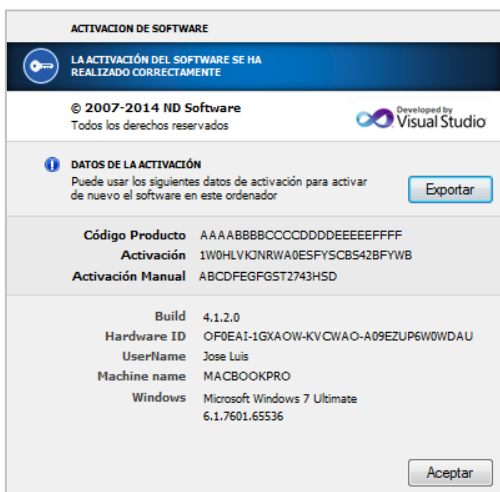 ACTIVACION DE SOFTWARE
LA ACTIVACIÓN DEL SOFTWARE SE HA
REALIZADO CORRECTAMENTE
© 2007-2014 ND Software
Todos los derechos reservados
Developed by
Visual Studio
DATOS DE LA ACTIVACIÓN
Puede usar los siguientes datos de activación para activar
de nuevo el software en este ordenador
Exportar
Código Producto AAAABBBBCCCCDDDDEEEEEFFFF
Activación 1W0HLVKJNRWA0ESFYSCBS42BFYWB
Activación Manual ABCDFEGFGST2743HSD
Build 4.1.2.0
Hardware ID OF0EAI-1GXAOW-KVCWAO-A09EZUP6W0WDAU
UserName Jose Luis
Machine name MACBOOKPRO
Windows Microsoft Windows 7 Ultimate
6.1.7601.65536
Aceptar